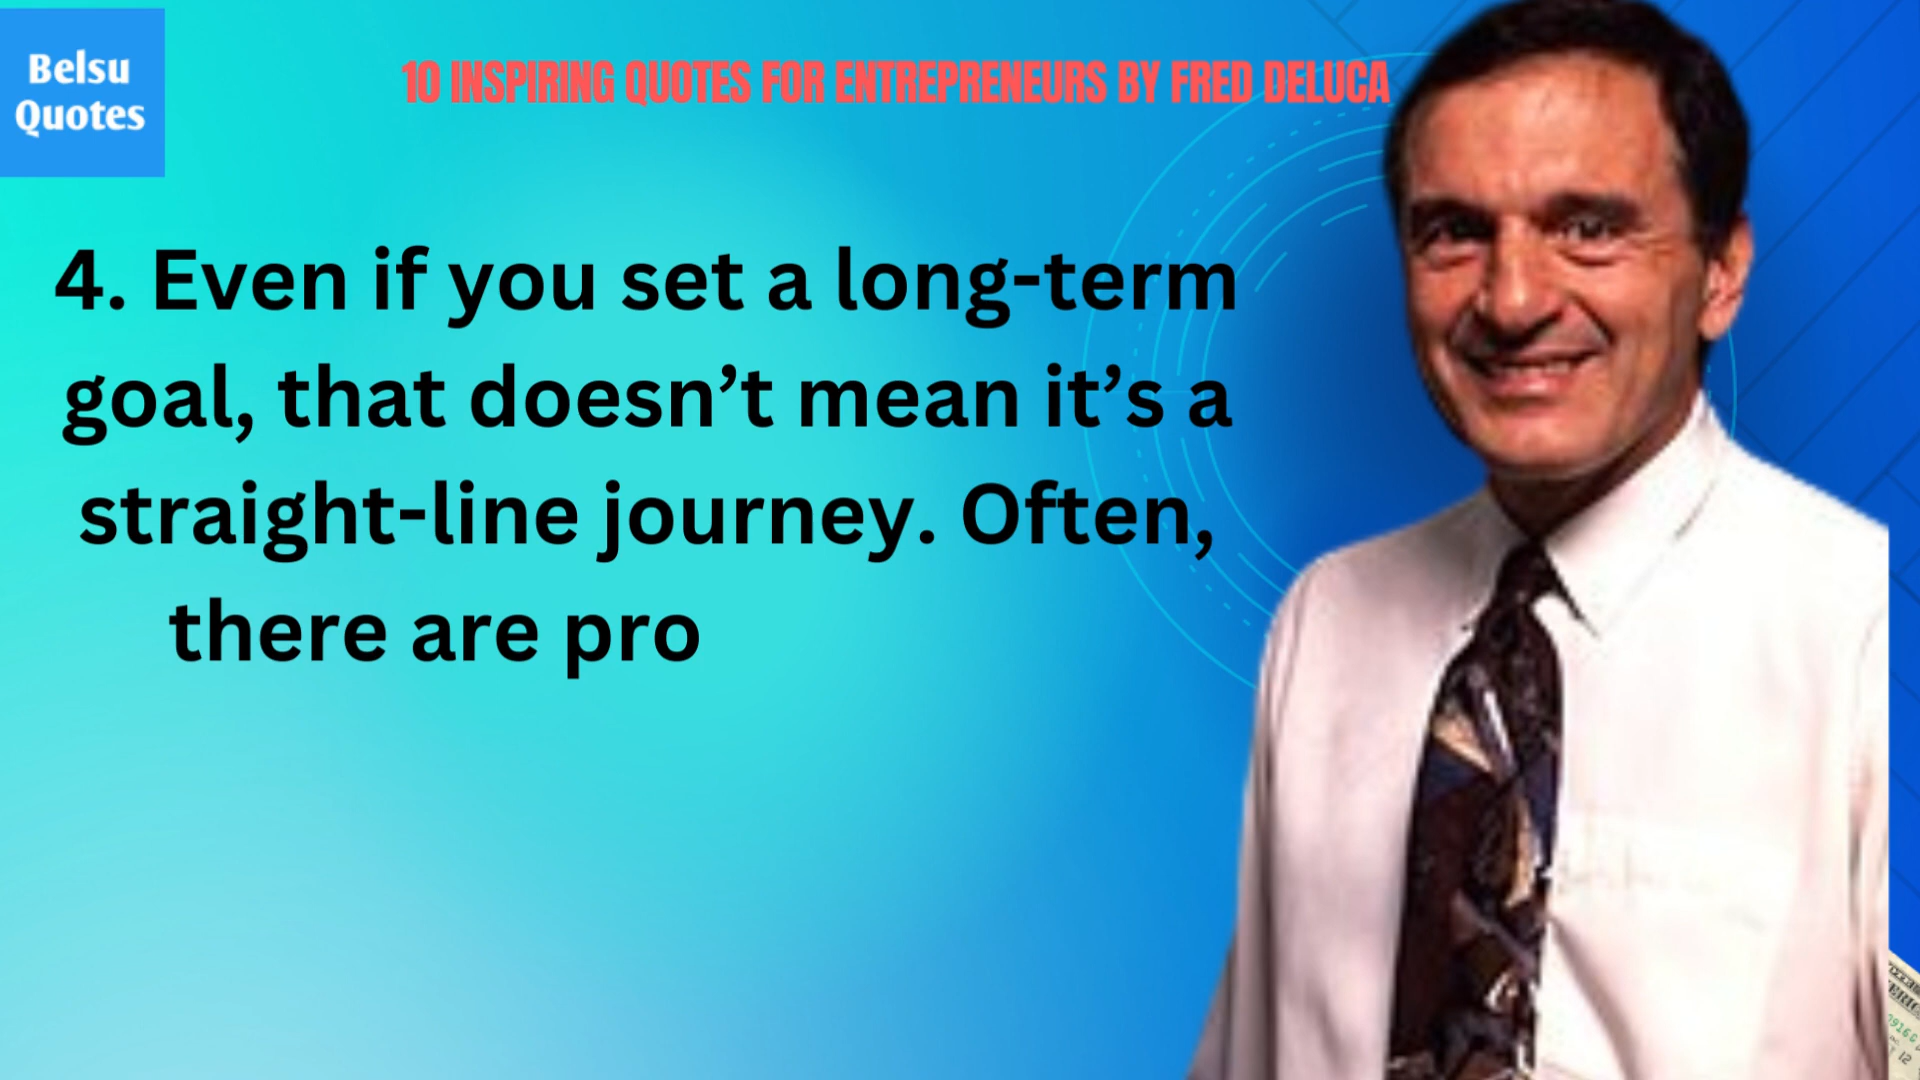 Belsu
Quotes
10 INSPIRING QUOTES FOR ENTREPRENEURS BY FRED DELUCA
4. Even if you set a long-term
goal, that doesn’t mean it’s a
straight-line journey. Often,
there are pro